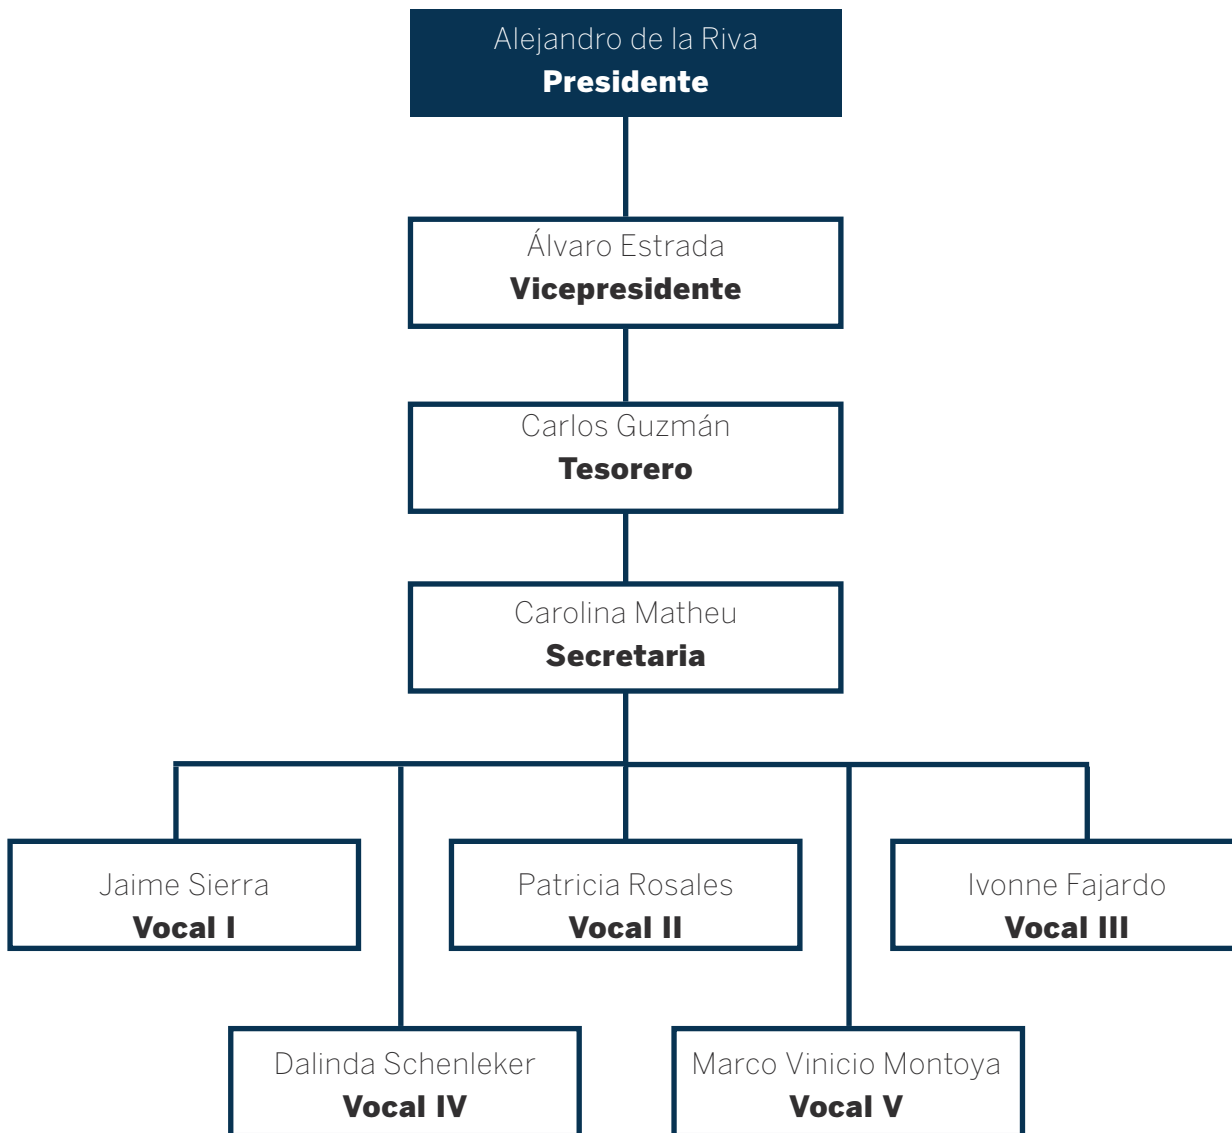 Alejandro de la Riva
Presidente
Álvaro Estrada
Vicepresidente
Carlos Guzmán
Tesorero
Carolina Matheu
Secretaria
Jaime Sierra
Vocal I
Patricia Rosales
Vocal II
Ivonne Fajardo
Vocal III
Dalinda Schenleker
Vocal IV
Marco Vinicio Montoya
Vocal V